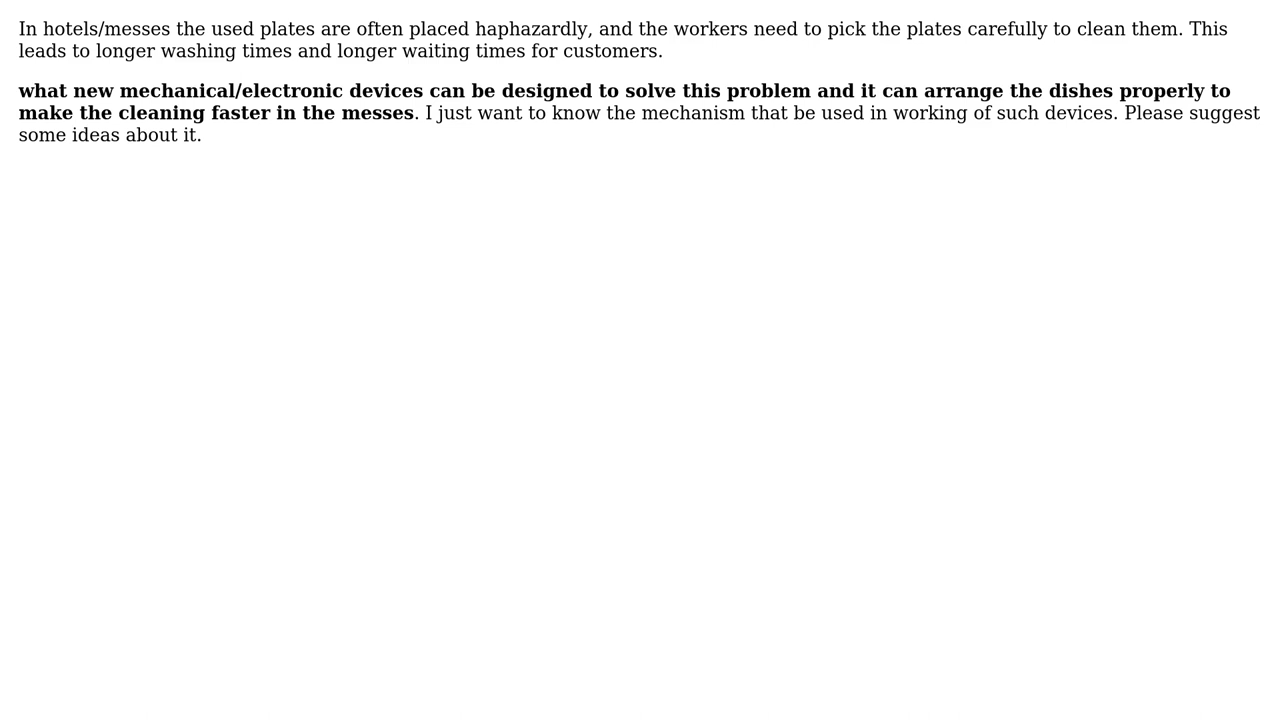 In hotels/messes the used plates are often placed haphazardly, and the workers need to pick the plates carefully to clean them. This
leads to longer washing times and longer waiting times for customers.
what new mechanical/electronic devices can be designed to solve this problem and it can arrange the dishes properly to
make the cleaning faster in the messes. I just want to know the mechanism that be used in working of such devices. Please suggest
some ideas about it.